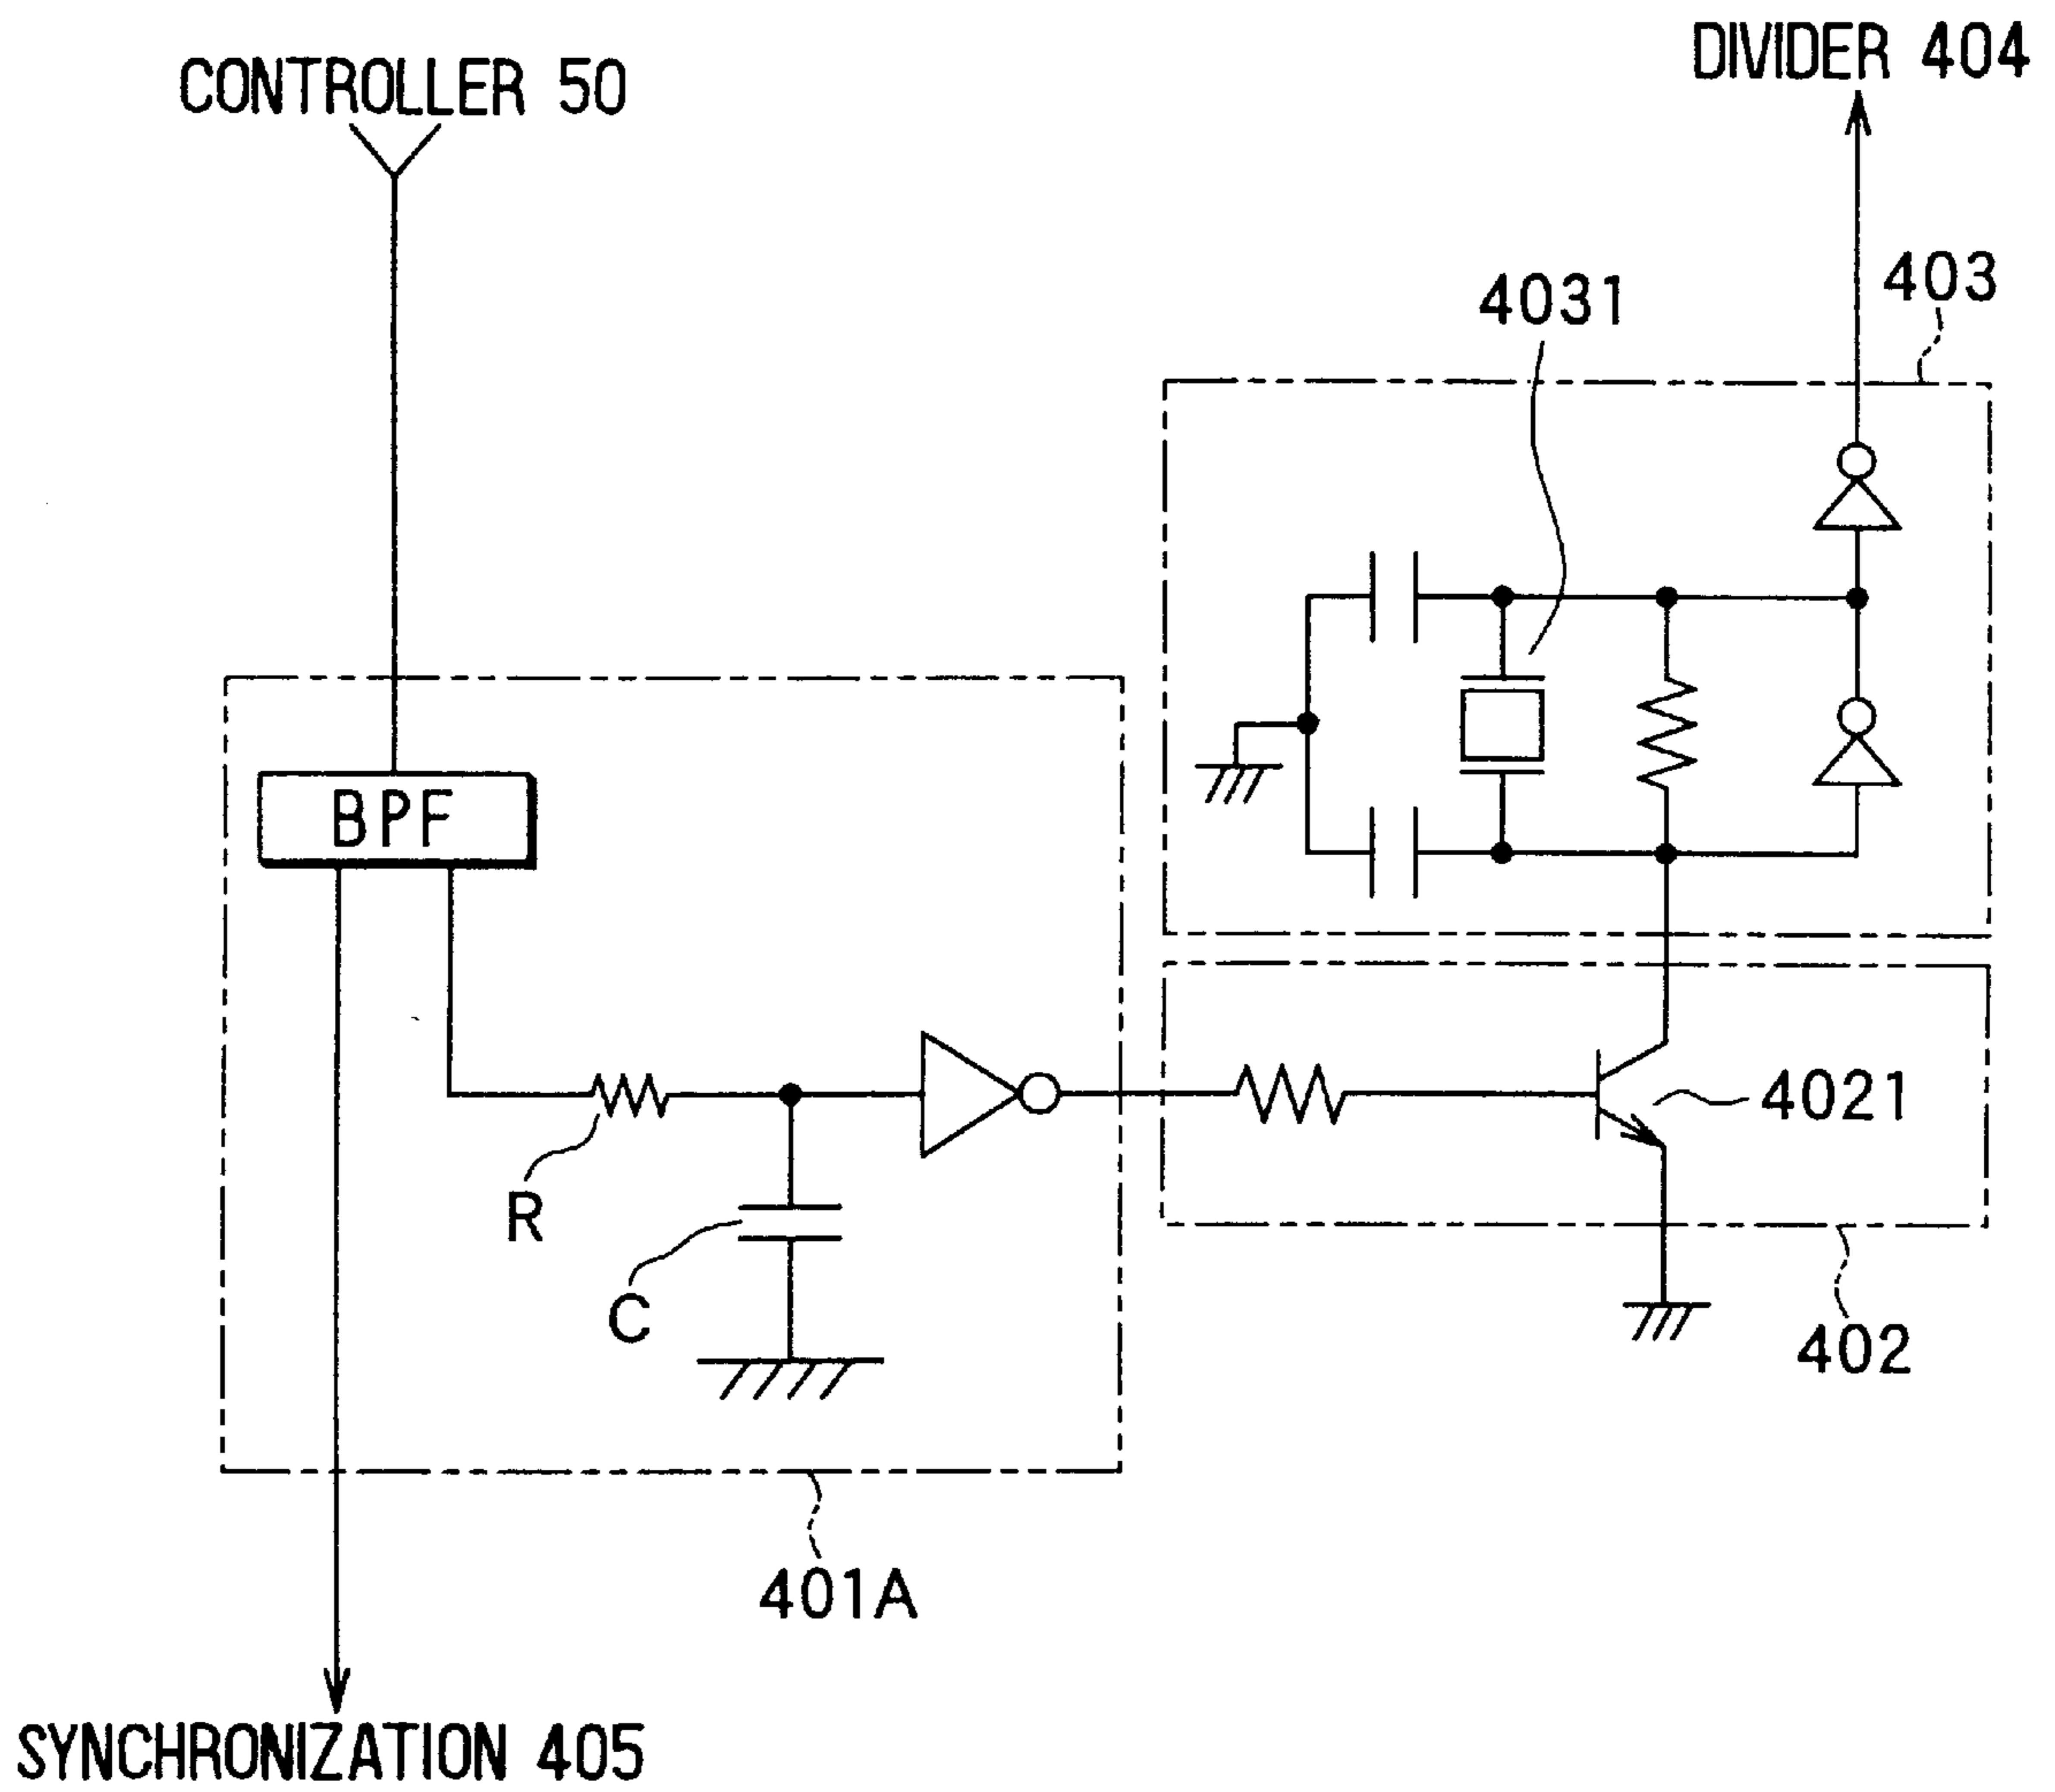 DIVIDER 404
CONTROLLER 50
403
4031
BPF
4021
R
C
402
401A
SYNCHRONIZATION 405